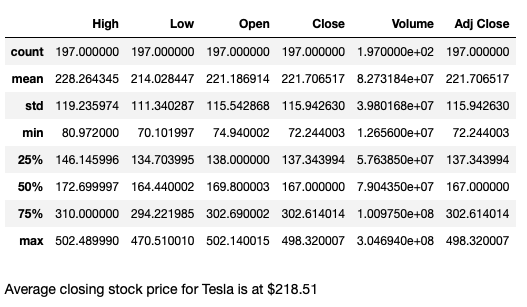 High Low Open Close Volume Adj Close
count 197.000000 197.000000 197.000000 197.000000 1.970000e+02 197.000000
mean 228.264345 214.028447 221.186914 221.706517 8.273184e+07 221.706517
std 119.235974 111.340287 115.542868 115.942630 3.980168e+07 115.942630
min 80.972000 70.101997 74.940002 72.244003 1.265600e+07 72.244003
25% 146.145996 134.703995 138.000000 137.343994 5.763850e+07 137.343994
50% 172.699997 164.440002 169.800003 167.000000 7.904350e+07 167.000000
75% 310.000000 294.221985 302.690002 302.614014 1.009750e+08 302.614014
max 502.489990 470.510010 502.140015 498.320007 3.046940e+08 498.320007
Average closing stock price for Tesla is at $218.51